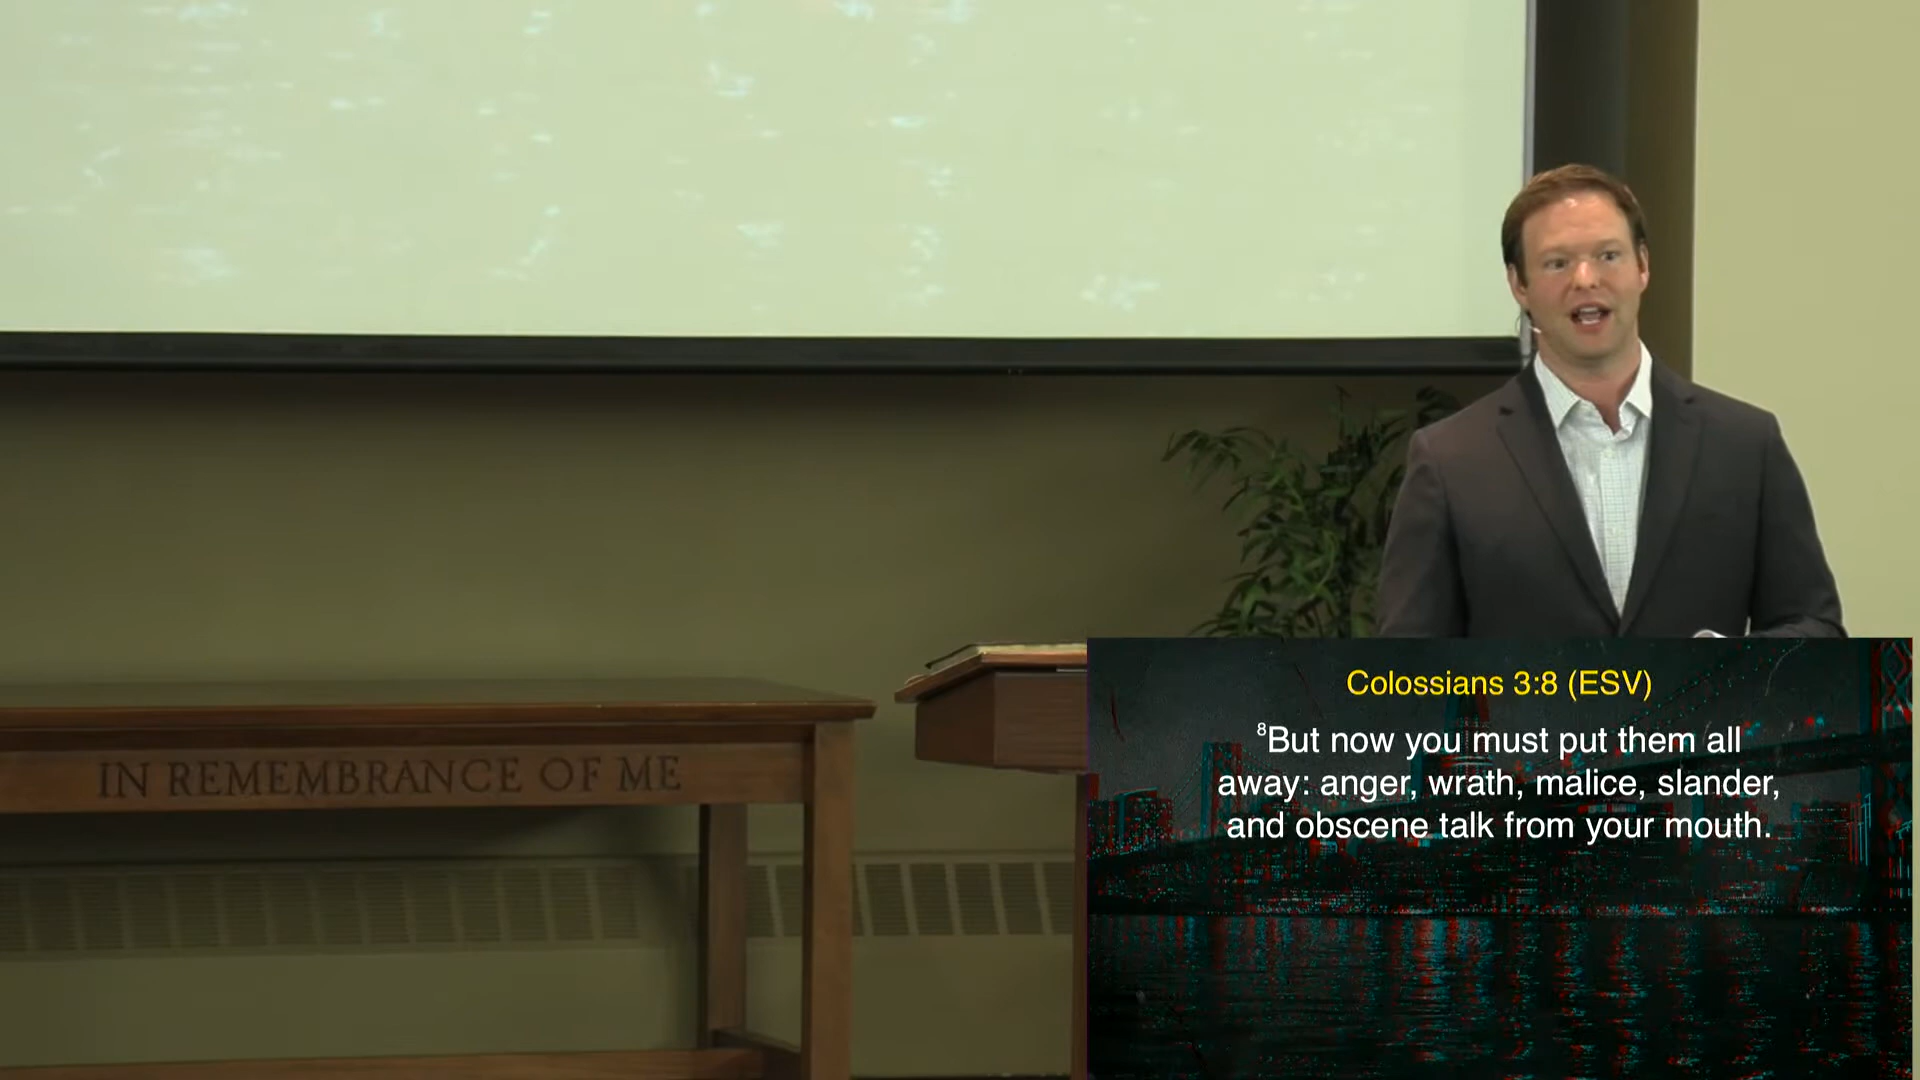 IN REMEMBRANCE OF ME
Colossians 3:8 (ESV)
⁸But now you must put them all
away: anger, wrath, malice, slander,
and obscene talk from your mouth.